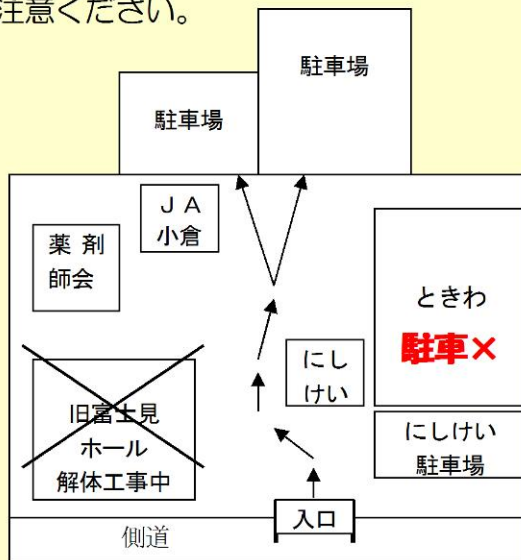 注意ください。
駐車場
駐車場
ＪＡ
小倉
薬 剤
師会
ときわ
駐車×
にし
けい
旧富士見
ホール
解体工事中
にしけい
駐車場
入口
側道